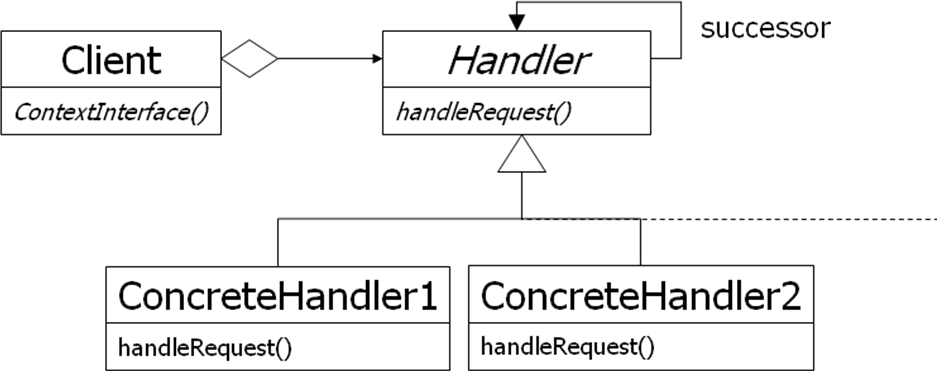 Client
ContextInterface()
Handler
handleRequest()
successor
ConcreteHandler1
handleRequest()
ConcreteHandler2
handleRequest()